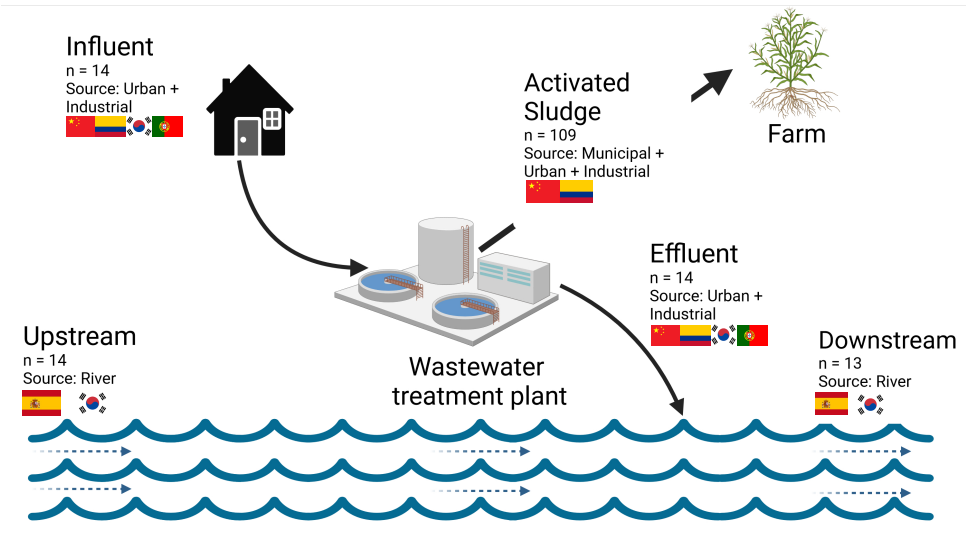 Influent
n = 14
Source: Urban +
Industrial
Activated
Sludge
n = 109
Source: Municipal +
Urban + Industrial
Farm
Effluent
n = 14
Source: Urban +
Industrial
Upstream
n = 14
Source: River
Wastewater
treatment plant
Downstream
n = 13
Source: River